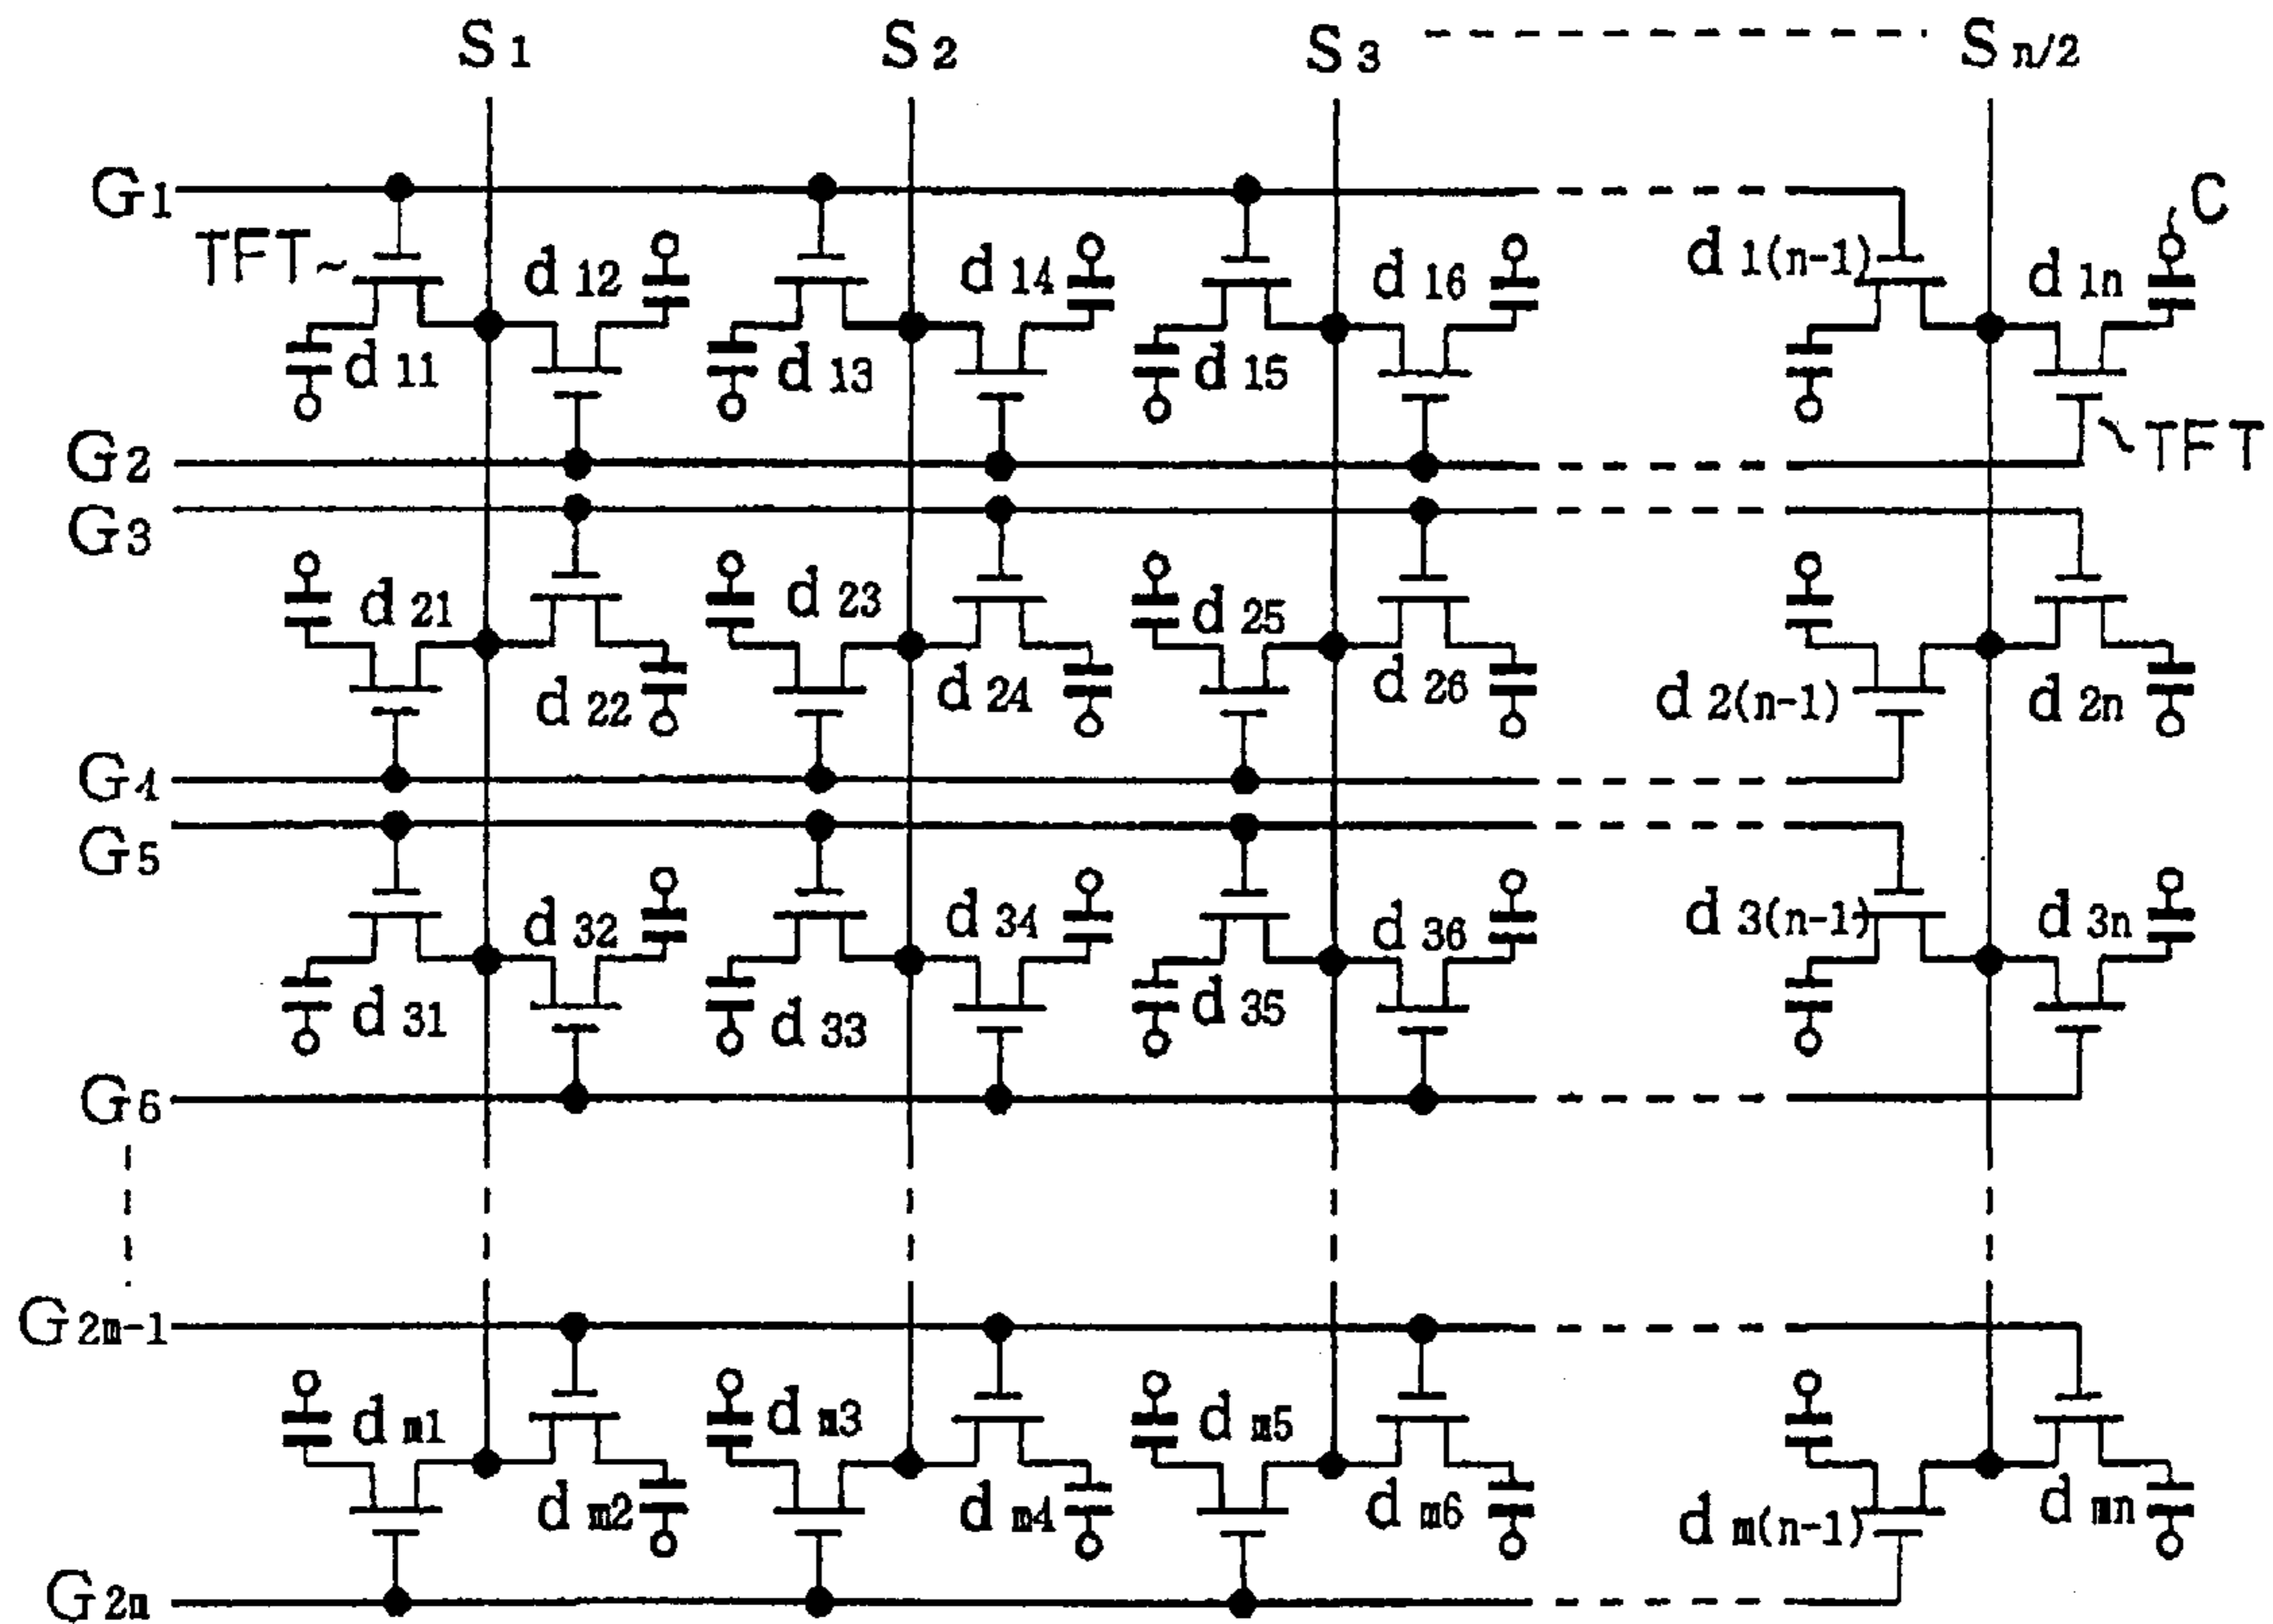 S1 S2 S3 Sn/2
G1
C
TFT~ d12 d14 d16 d1(n-1) d1n
d11 d13 d15
G2 TFT
G3
d21 d23 d25
d22 d24 d26 d2(n-1) d2n
G4
G5
d32 d34 d36 d3(n-1) d3n
d31 d33 d35
G6
G2m-1
dm1 dm3 dm5
dm2 dm4 dm6 dm(n-1) dmn
G2m